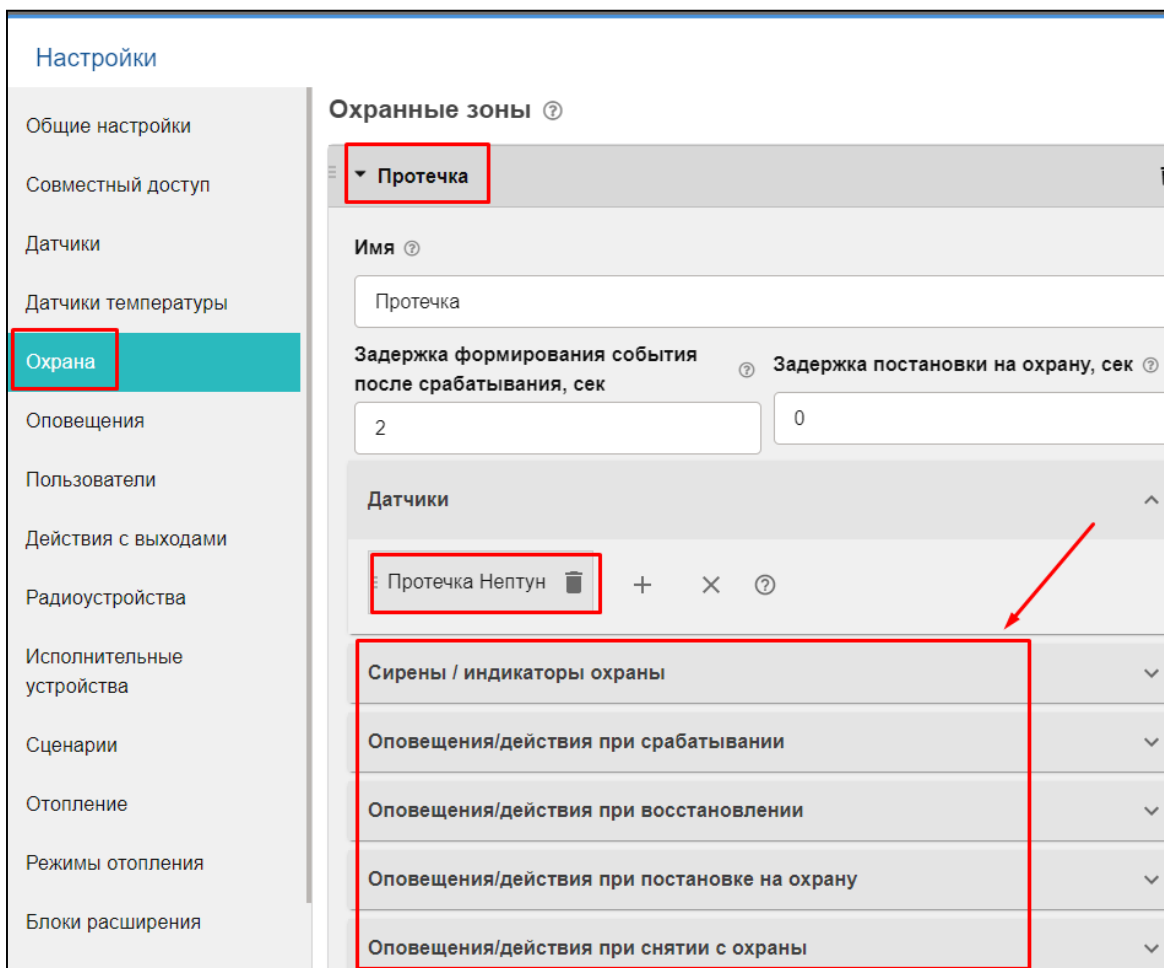 Настройки
Общие настройки
Совместный доступ
Датчики
Датчики температуры
Охрана
Оповещения
Пользователи
Действия с выходами
Радиоустройства
Исполнительные
устройства
Сценарии
Отопление
Режимы отопления
Блоки расширения
Охранные зоны
Протечка
Имя
Протечка
Задержка формирования события
после срабатывания, сек
2
Задержка постановки на охрану, сек
0
Датчики
Протечка Нептун
Сирены / индикаторы охраны
Оповещения/действия при срабатывании
Оповещения/действия при восстановлении
Оповещения/действия при постановке на охрану
Оповещения/действия при снятии с охраны